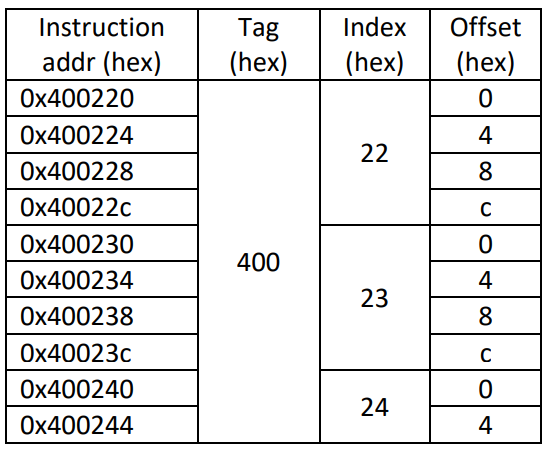 Instruction addr (hex) Tag (hex) Index (hex) Offset (hex)
0x400220 400 22 0
0x400224 4
0x400228 8
0x40022c c
0x400230 23 0
0x400234 4
0x400238 8
0x40023c c
0x400240 24 0
0x400244 4